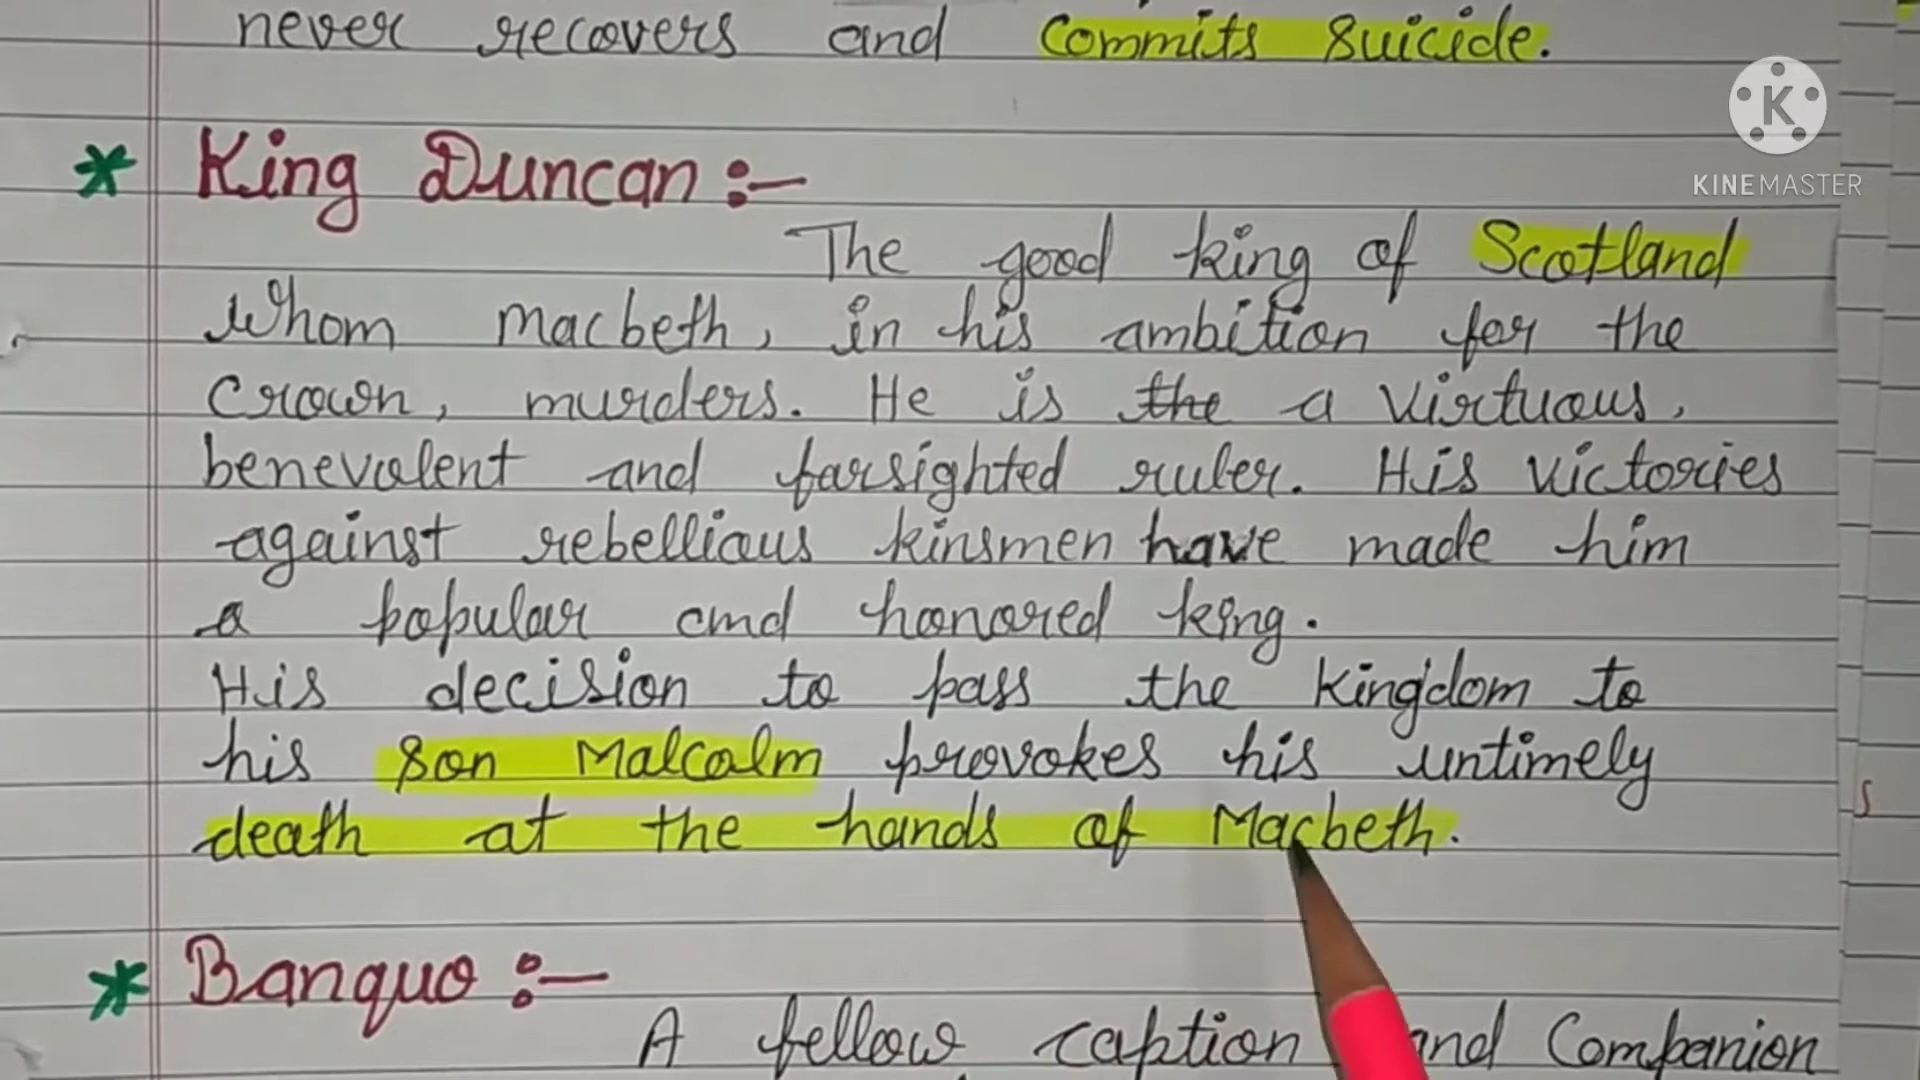 never recovers and commits suicide.
KINEMASTER
* King Duncan :-
The good king of Scotland
whom macbeth, in his ambition for the
crown, murders. He is the a virtuous,
benevolent and farsighted ruler. His victories
against rebellious kinsmen have made him
a popular and honored king.
His decision to pass the kingdom to
his son Malcolm provokes his untimely
death at the hands of Macbeth.
* Banquo :-
A fellow caption and Companion